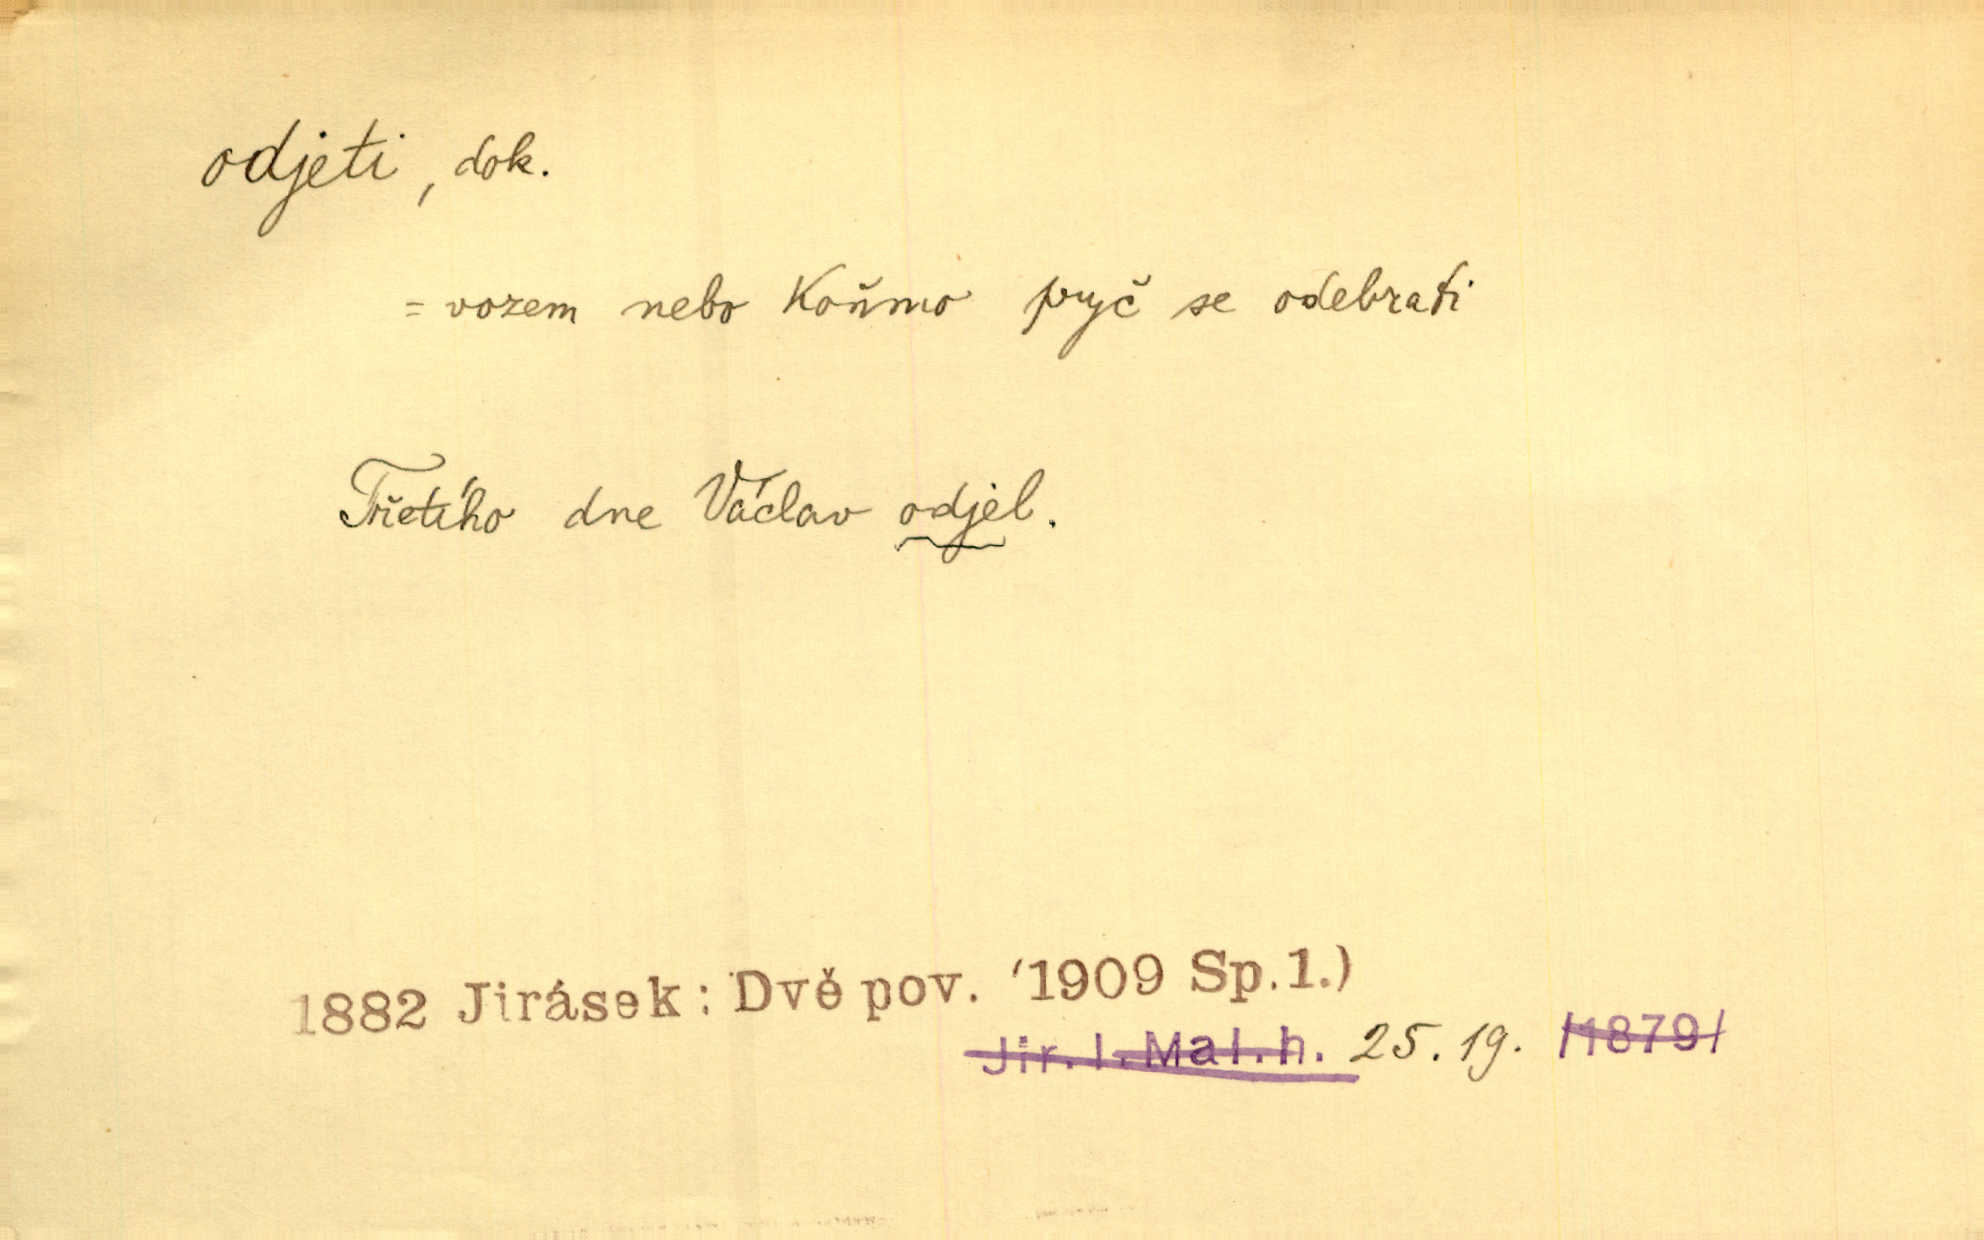 odjeti, dok.
= vozem nebo koňmo pryč se odebrati
Třetího dne Václav odjel.
1882 Jirásek: Dvě pov. '1909 Sp.1.)
Jir. I. Mal. h. 25. 19. /1879/